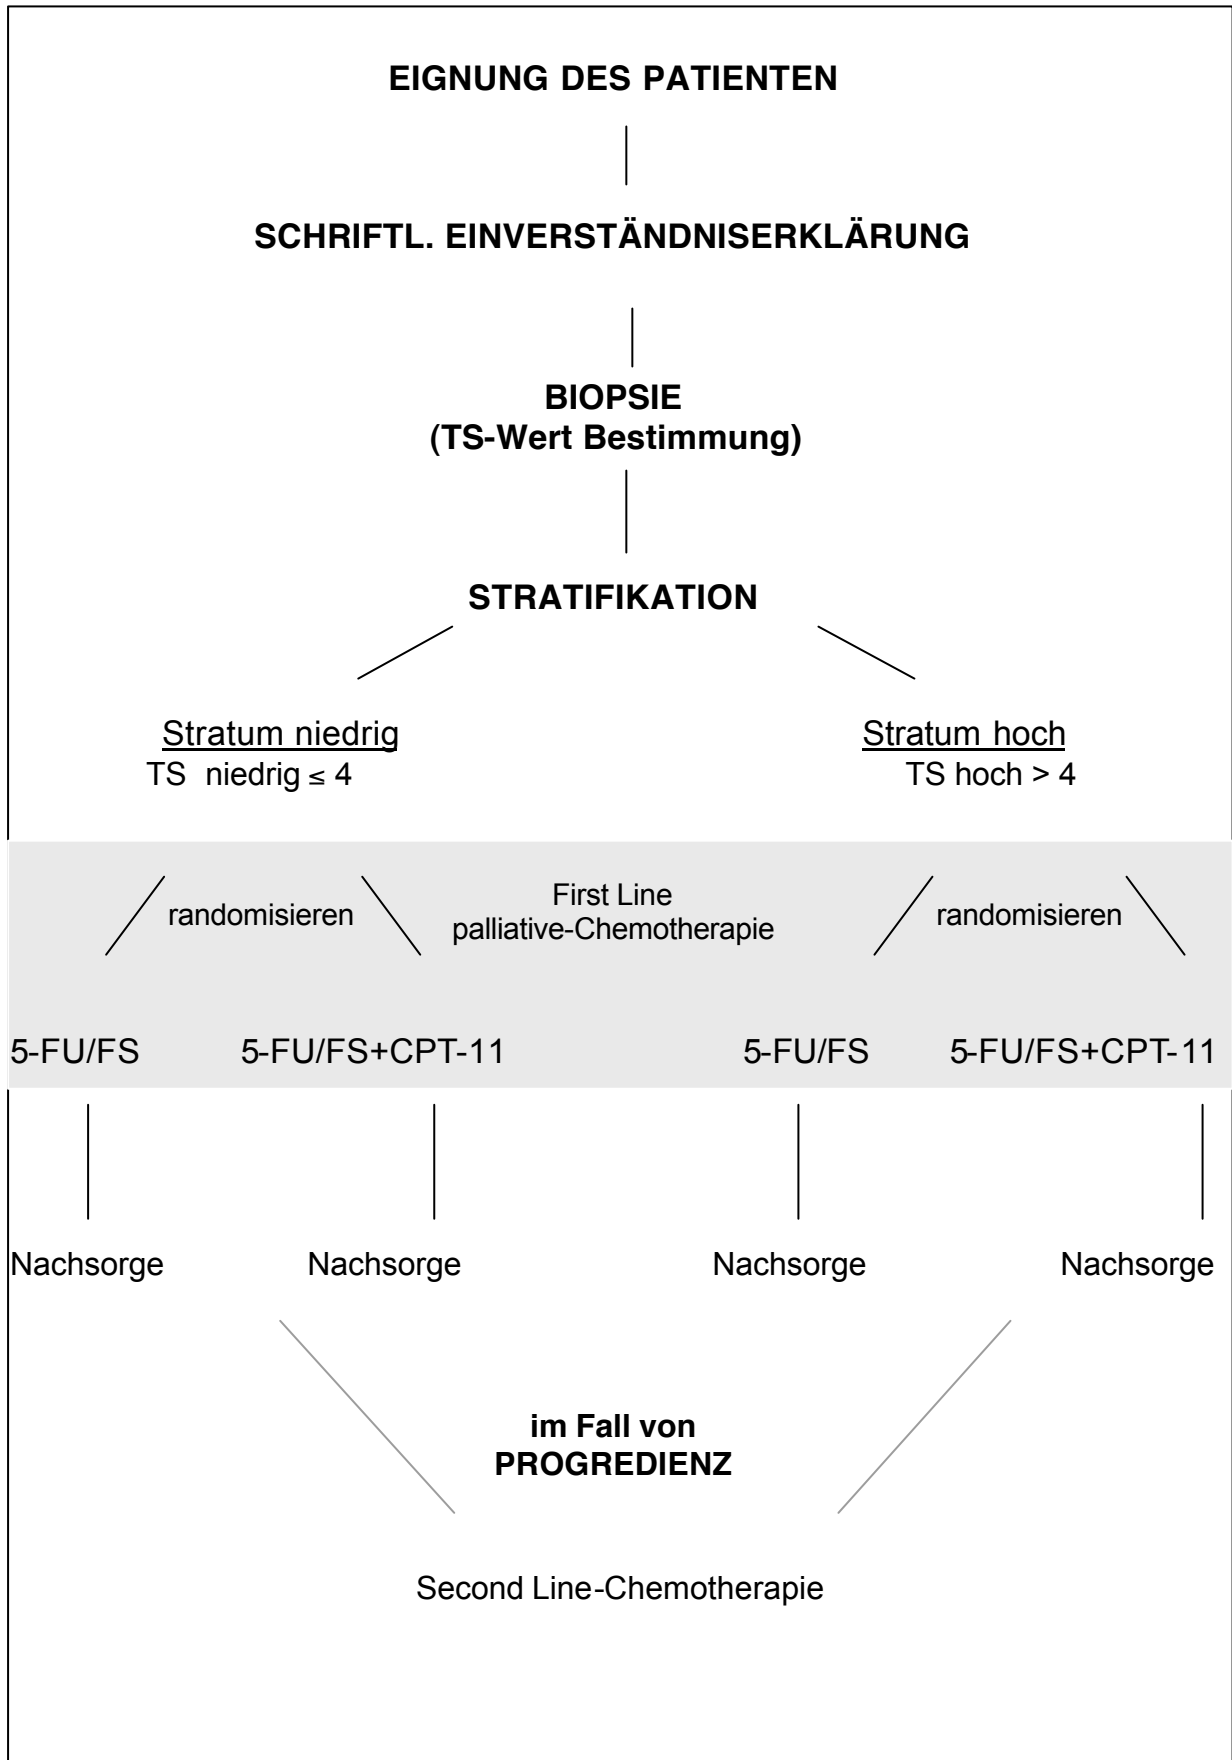 EIGNUNG DES PATIENTEN
SCHRIFTL. EINVERSTÄNDNISERKLÄRUNG
BIOPSIE
(TS-Wert Bestimmung)
STRATIFIKATION
Stratum niedrig
TS niedrig ≤ 4
Stratum hoch
TS hoch > 4
randomisieren
First Line
palliative-Chemotherapie
randomisieren
5-FU/FS
5-FU/FS+CPT-11
5-FU/FS
5-FU/FS+CPT-11
Nachsorge
Nachsorge
Nachsorge
Nachsorge
im Fall von
PROGREDIENZ
Second Line-Chemotherapie